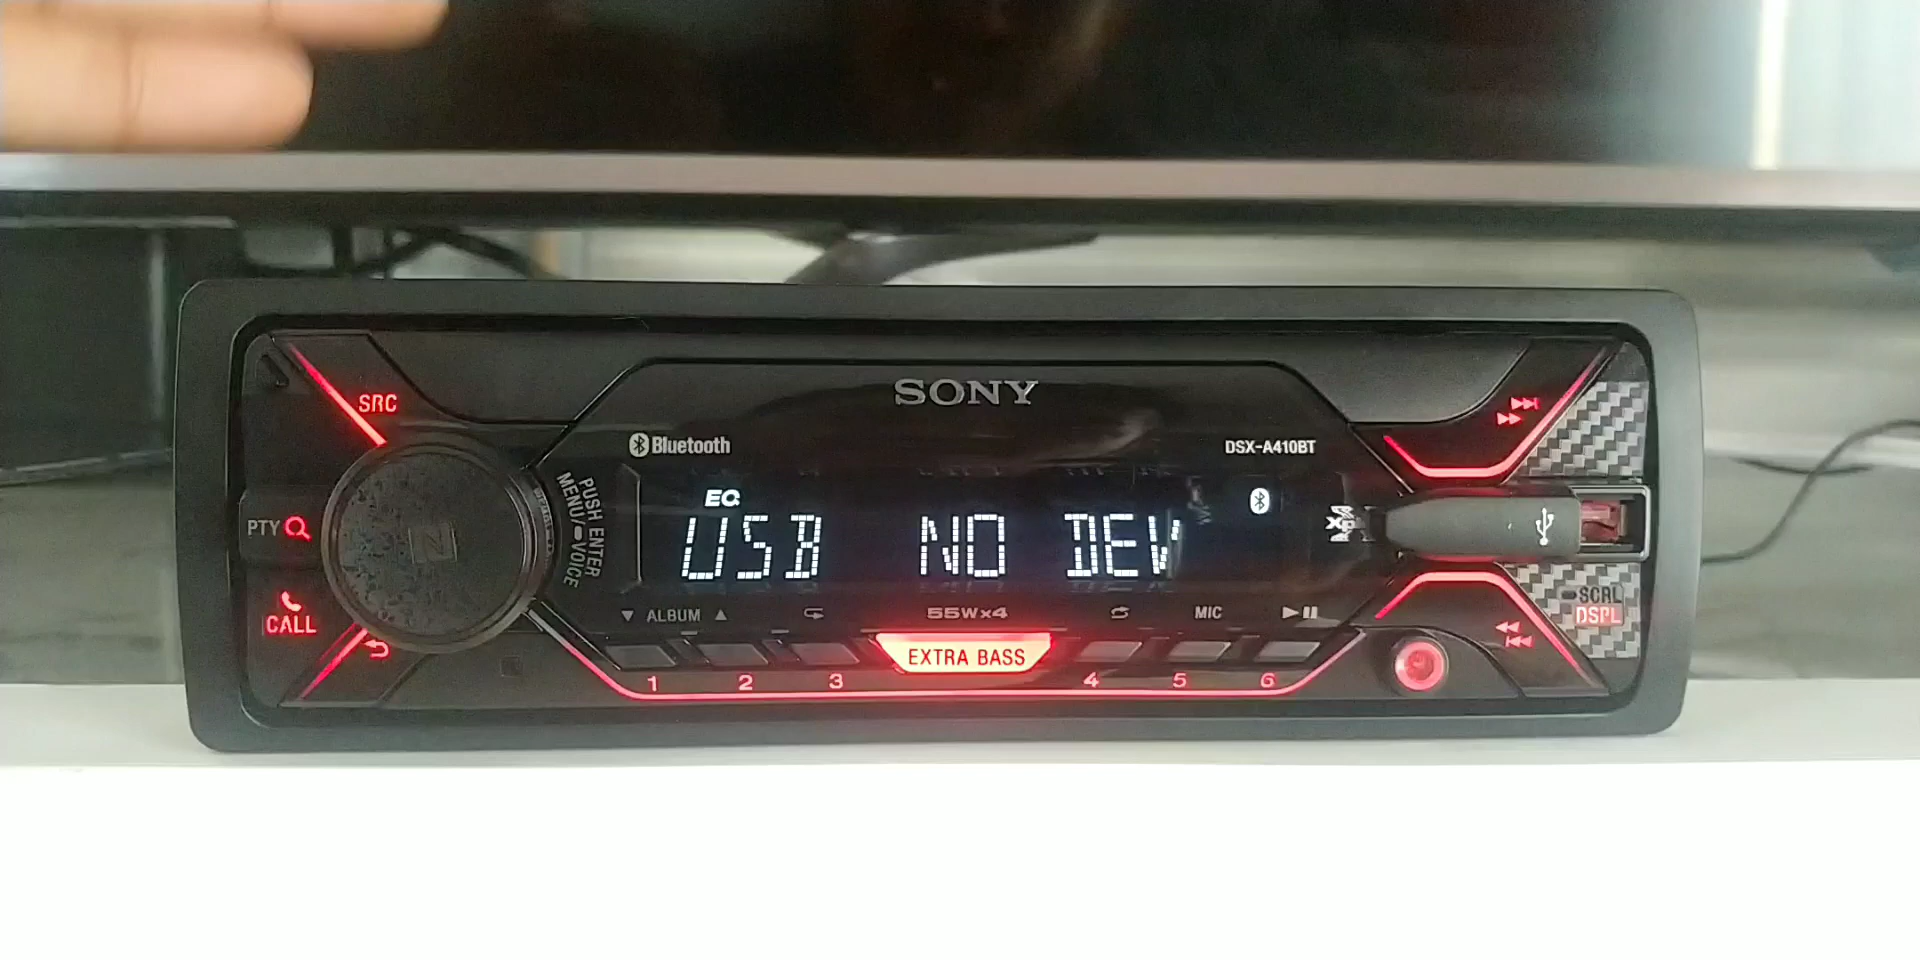 SONY
SRC
Bluetooth
DSX-A410BT
PUSH ENTER
MENU/ VOICE
EQ
PTY
USB NO DEV
CALL
▼ ALBUM ▲
55Wx4
MIC
SCRL
DSPL
EXTRA BASS
1 2 3 4 5 6